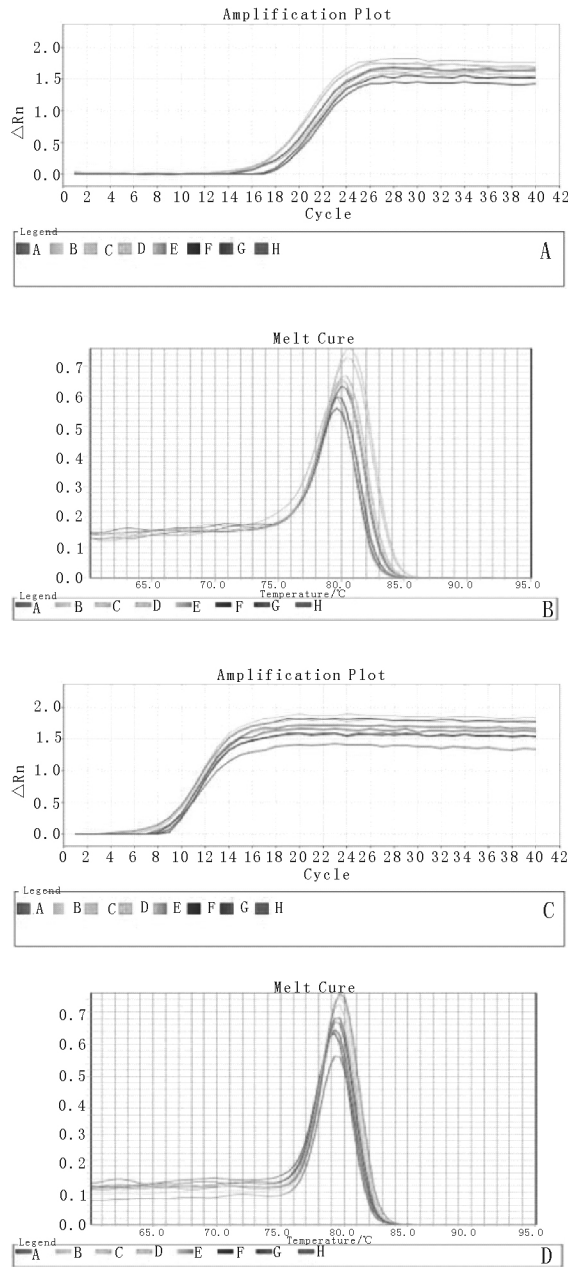 Amplification Plot
2.0
1.5
1.0
0.5
0.0
△Rn
0 2 4 6 8 10 12 14 16 18 20 22 24 26 28 30 32 34 36 38 40 42
Cycle
Legend
A B C D E F G H
A
Melt Cure
0.7
0.6
0.5
0.4
0.3
0.2
0.1
0.0
65.0 70.0 75.0 80.0 85.0 90.0 95.0
Temperature/℃
Legend
A B C D E F G H
B
Amplification Plot
2.0
1.5
1.0
0.5
0.0
△Rn
0 2 4 6 8 10 12 14 16 18 20 22 24 26 28 30 32 34 36 38 40 42
Cycle
Legend
A B C D E F G H
C
Melt Cure
0.7
0.6
0.5
0.4
0.3
0.2
0.1
0.0
65.0 70.0 75.0 80.0 85.0 90.0 95.0
Temperature/℃
Legend
A B C D E F G H
D